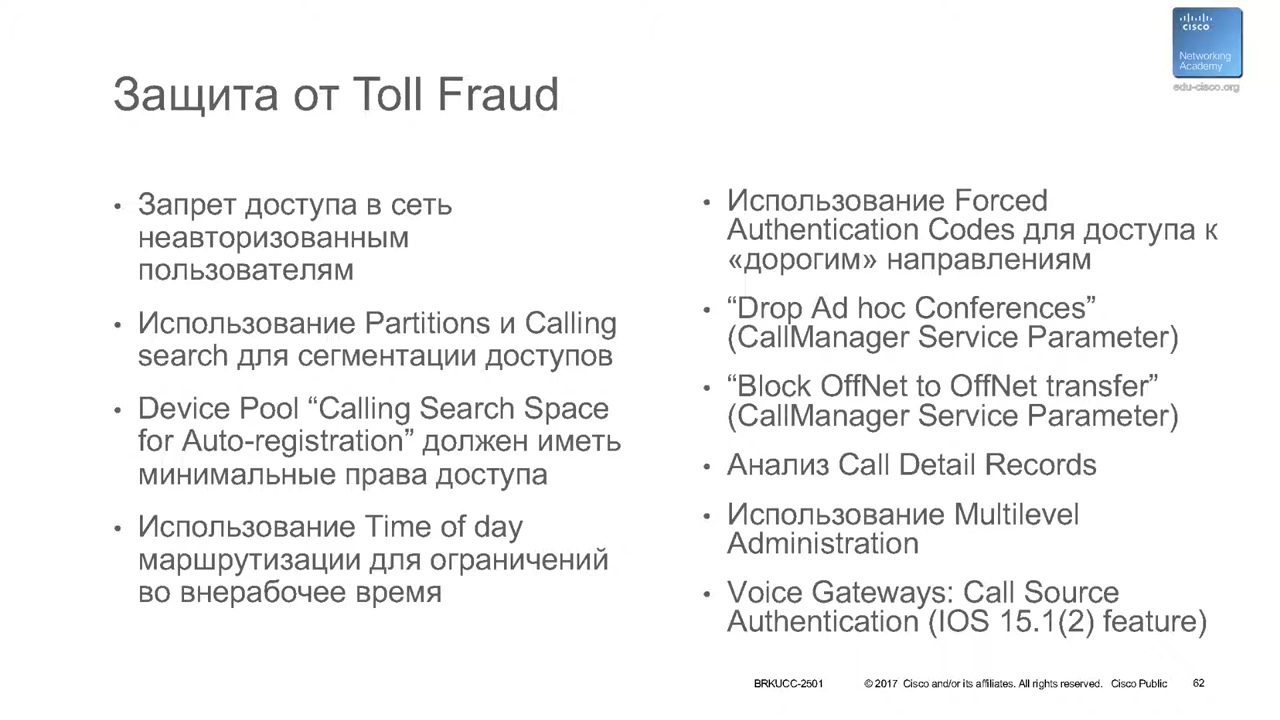 cisco
Networking
Academy
edu-cisco.org
Защита от Toll Fraud
• Запрет доступа в сеть
неавторизованным
пользователям
• Использование Partitions и Calling
search для сегментации доступов
• Device Pool “Calling Search Space
for Auto-registration” должен иметь
минимальные права доступа
• Использование Time of day
маршрутизации для ограничений
во внерабочее время
• Использование Forced
Authentication Codes для доступа к
«дорогим» направлениям
• “Drop Ad hoc Conferences”
(CallManager Service Parameter)
• “Block OffNet to OffNet transfer”
(CallManager Service Parameter)
• Анализ Call Detail Records
• Использование Multilevel
Administration
• Voice Gateways: Call Source
Authentication (IOS 15.1(2) feature)
BRKUCC-2501 © 2017 Cisco and/or its affiliates. All rights reserved. Cisco Public 62